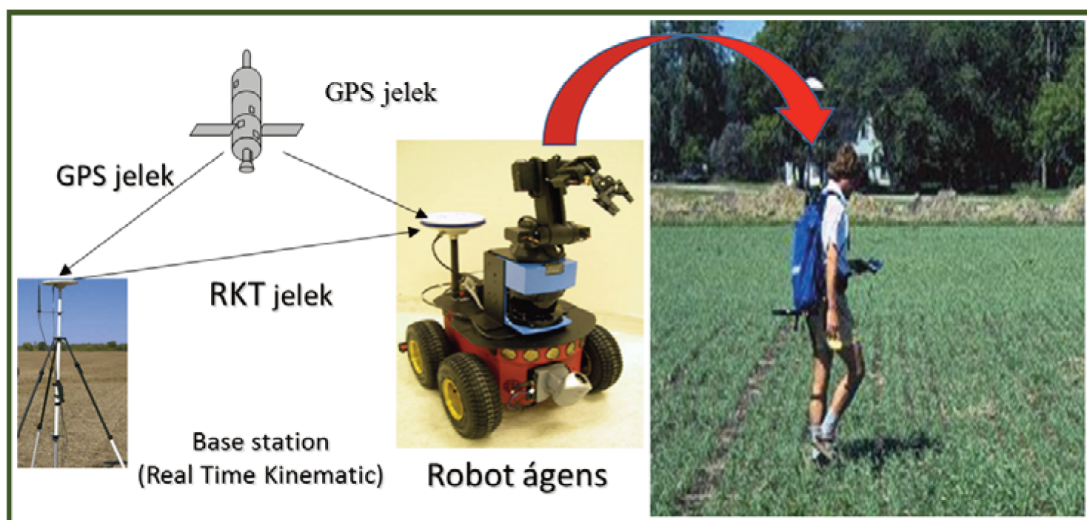 GPS jelek
GPS jelek
RKT jelek
Base station
(Real Time Kinematic)
Robot ágens